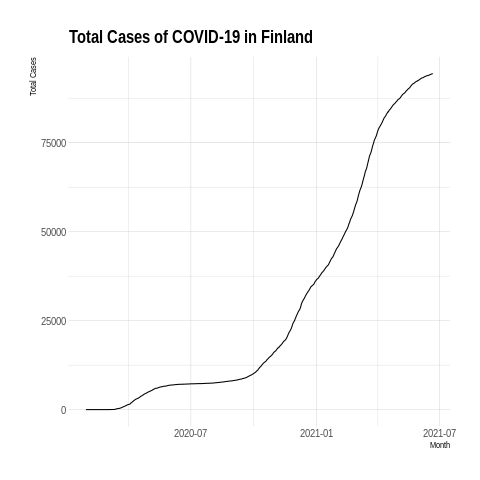 Total Cases of COVID-19 in Finland
Total Cases
75000
50000
25000
0
2020-07
2021-01
2021-07
Month